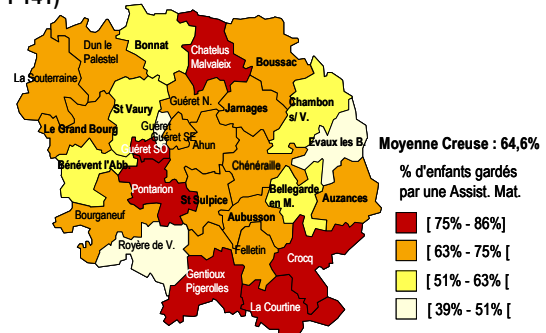 Dun le
Palestel
Bonnat
Chatelus
Malvaleix
Boussac
La Souterraine
St Vaury
Guéret N.
Jarnages
Chambon
s/ V.
Le Grand Bourg
Guéret
Guéret SE
Guéret SO
Ahun
Evaux les B.
Bénévent l'Abb.
Chénéraille
Pontarion
St Sulpice
Bellegarde
en M.
Auzances
Bourganeuf
Aubusson
Royère de V.
Felletin
Crocq
Gentioux
Pigerolles
La Courtine
Moyenne Creuse : 64,6%
% d'enfants gardés
par une Assist. Mat.
[ 75% - 86%]
[ 63% - 75% [
[ 51% - 63% [
[ 39% - 51% [